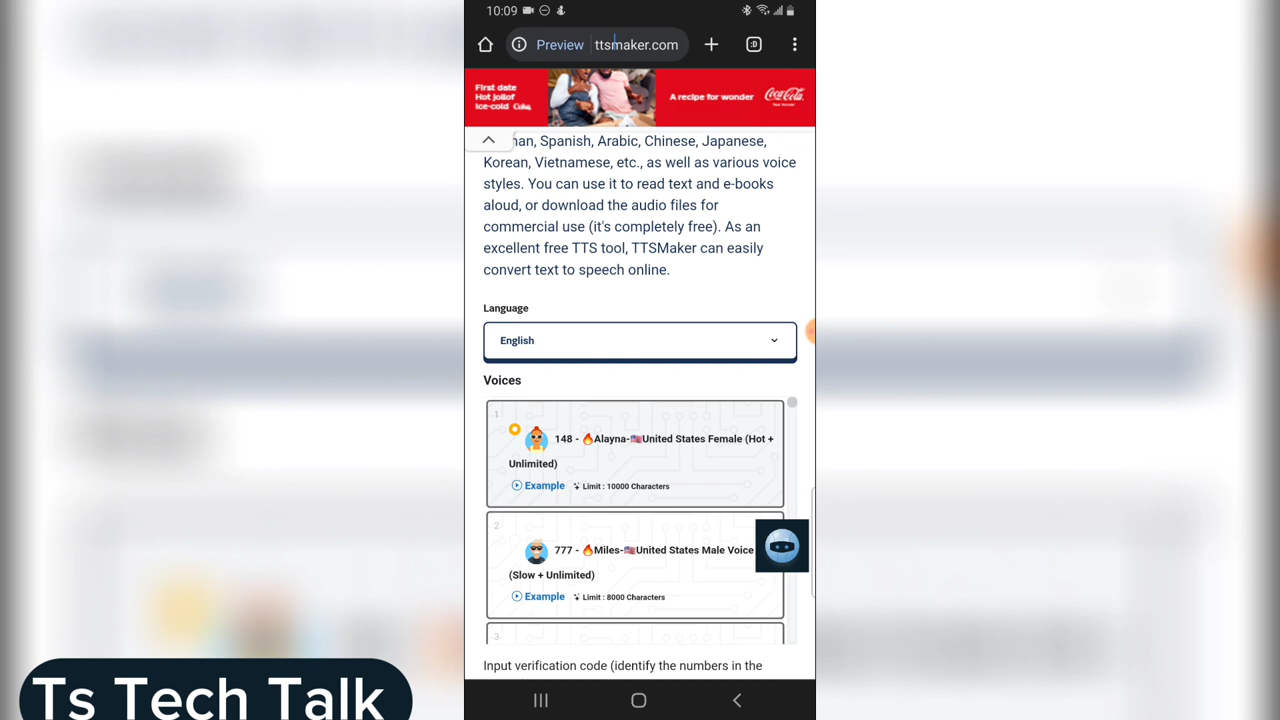 10:09
Preview ttsmaker.com
:D
First date
Hot jollof
Ice-cold Coke
A recipe for wonder
Coca-Cola
Real Magic
Spanish, Arabic, Chinese, Japanese,
Korean, Vietnamese, etc., as well as various voice
styles. You can use it to read text and e-books
aloud, or download the audio files for
commercial use (it's completely free). As an
excellent free TTS tool, TTSMaker can easily
convert text to speech online.
Language
English
Voices
1
148 - 🔥Alayna-🇺🇸United States Female (Hot +
Unlimited)
Example Limit : 10000 Characters
2
777 - 🔥Miles-🇺🇸United States Male Voice
(Slow + Unlimited)
Example Limit : 8000 Characters
3
Input verification code (identify the numbers in the
Ts Tech Talk